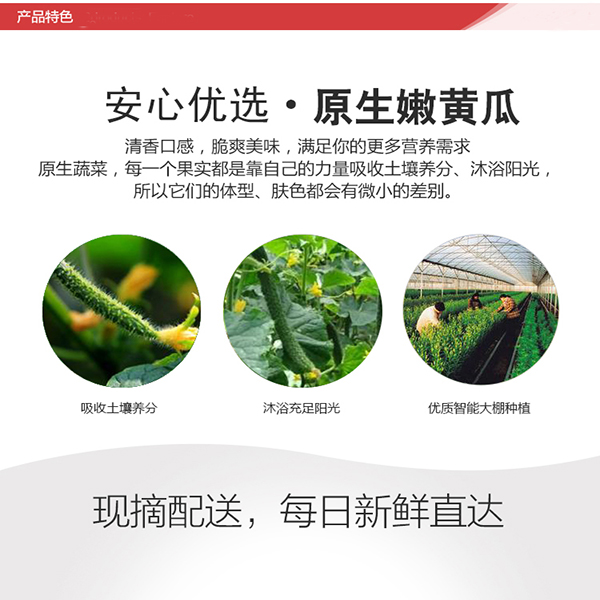 产品特色
安心优选·原生嫩黄瓜
清香口感，脆爽美味，满足你的更多营养需求
原生蔬菜，每一个果实都是靠自己的力量吸收土壤养分、沐浴阳光，
所以它们的体型、肤色都会有微小的差别。
吸收土壤养分
沐浴充足阳光
优质智能大棚种植
现摘配送，每日新鲜直达